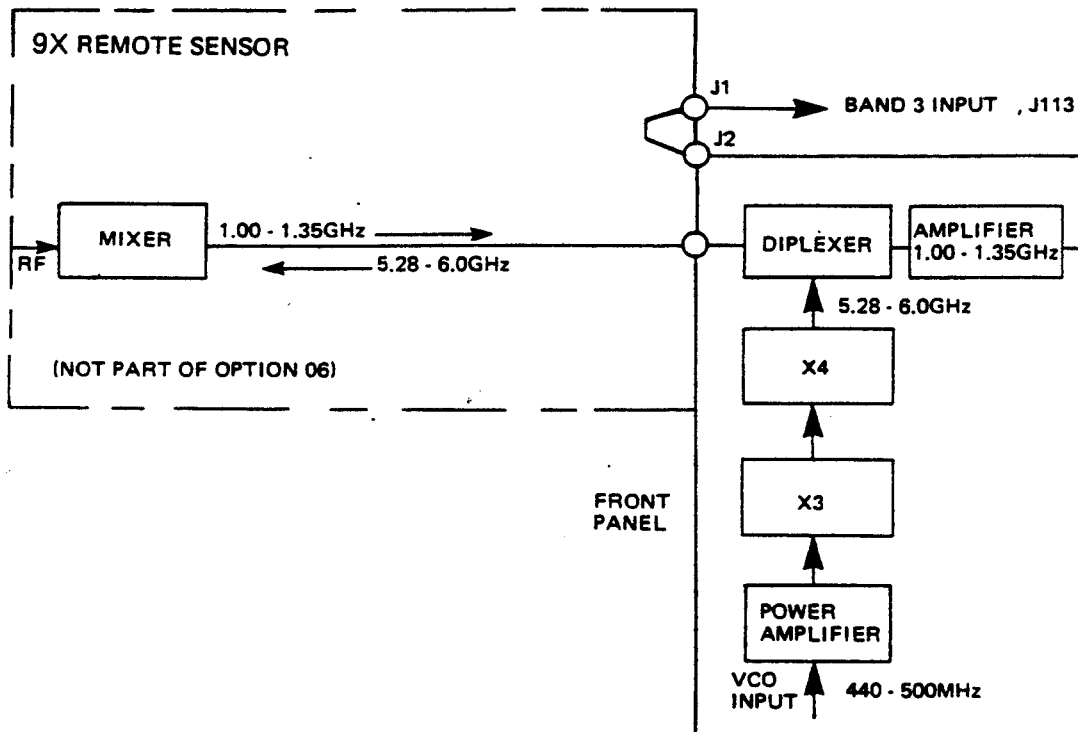 9X REMOTE SENSOR
J1
BAND 3 INPUT , J113
J2
RF
MIXER
1.00 - 1.35GHz
5.28 - 6.0GHz
DIPLEXER
AMPLIFIER
1.00 - 1.35GHz
5.28 - 6.0GHz
(NOT PART OF OPTION 06)
X4
FRONT
PANEL
X3
POWER
AMPLIFIER
VCO
INPUT
440 - 500MHz